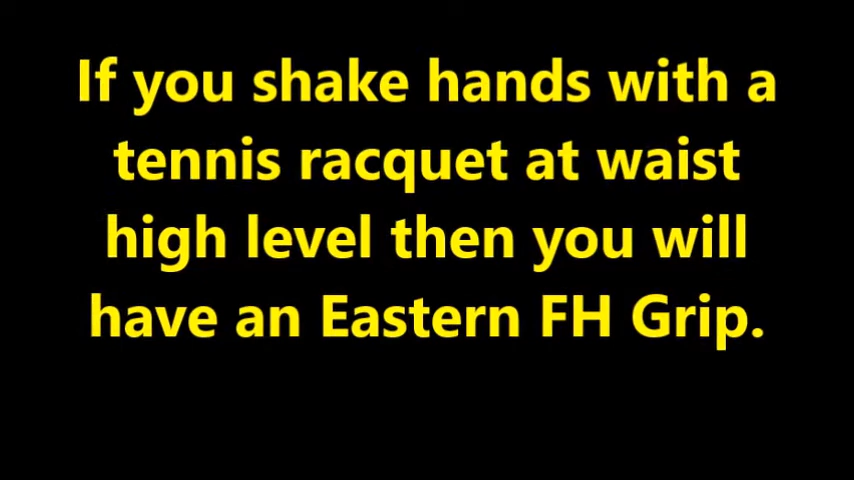 If you shake hands with a
tennis racquet at waist
high level then you will
have an Eastern FH Grip.